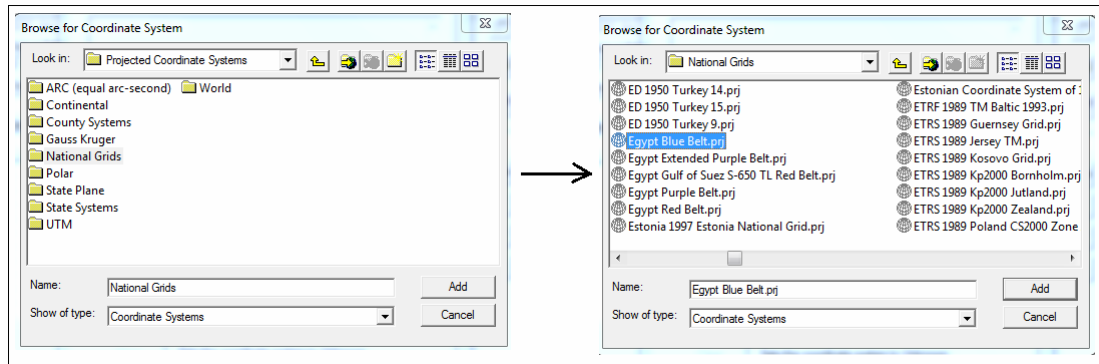 Browse for Coordinate System
Look in: Projected Coordinate Systems
ARC (equal arc-second) World
Continental
County Systems
Gauss Kruger
National Grids
Polar
State Plane
State Systems
UTM
Name: National Grids Add
Show of type: Coordinate Systems Cancel
Browse for Coordinate System
Look in: National Grids
ED 1950 Turkey 14.prj
ED 1950 Turkey 15.prj
ED 1950 Turkey 9.prj
Egypt Blue Belt.prj
Egypt Extended Purple Belt.prj
Egypt Gulf of Suez S-650 TL Red Belt.prj
Egypt Purple Belt.prj
Egypt Red Belt.prj
Estonia 1997 Estonia National Grid.prj
Estonian Coordinate System of 1
ETRF 1989 TM Baltic 1993.prj
ETRS 1989 Guernsey Grid.prj
ETRS 1989 Jersey TM.prj
ETRS 1989 Kosovo Grid.prj
ETRS 1989 Kp2000 Bornholm.prj
ETRS 1989 Kp2000 Jutland.prj
ETRS 1989 Kp2000 Zealand.prj
ETRS 1989 Poland CS2000 Zone
Name: Egypt Blue Belt.prj Add
Show of type: Coordinate Systems Cancel